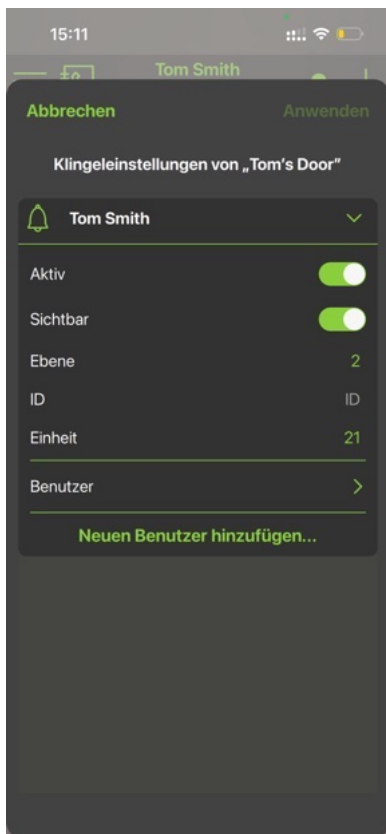 15:11
Tom Smith
Abbrechen Anwenden
Klingeleinstellungen von „Tom's Door“
Tom Smith
Aktiv
Sichtbar
Ebene 2
ID ID
Einheit 21
Benutzer
Neuen Benutzer hinzufügen...